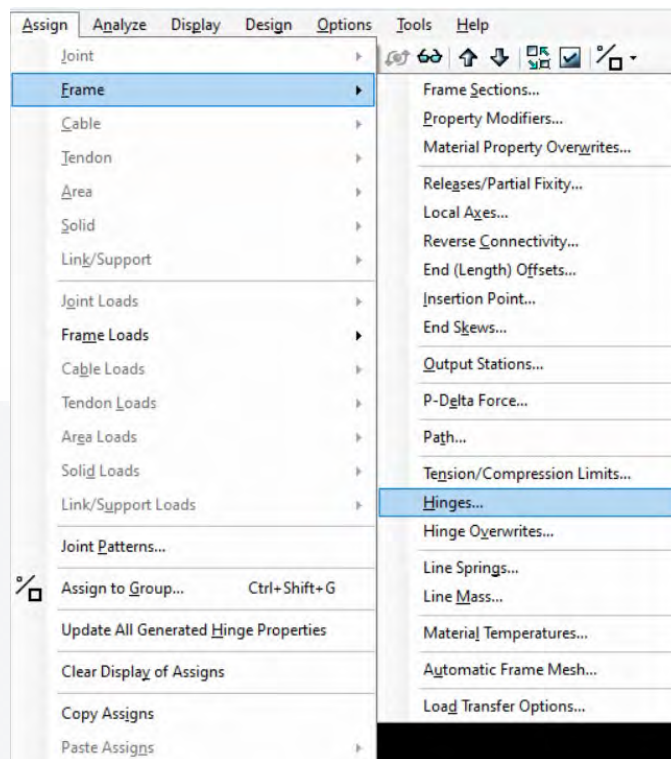 Assign Analyze Display Design Options Tools Help
Joint
Frame
Cable
Tendon
Area
Solid
Link/Support
Joint Loads
Frame Loads
Cable Loads
Tendon Loads
Area Loads
Solid Loads
Link/Support Loads
Joint Patterns...
Assign to Group... Ctrl+Shift+G
Update All Generated Hinge Properties
Clear Display of Assigns
Copy Assigns
Paste Assigns
Frame Sections...
Property Modifiers...
Material Property Overwrites...
Releases/Partial Fixity...
Local Axes...
Reverse Connectivity...
End (Length) Offsets...
Insertion Point...
End Skews...
Output Stations...
P-Delta Force...
Path...
Tension/Compression Limits...
Hinges...
Hinge Overwrites...
Line Springs...
Line Mass...
Material Temperatures...
Automatic Frame Mesh...
Load Transfer Options...